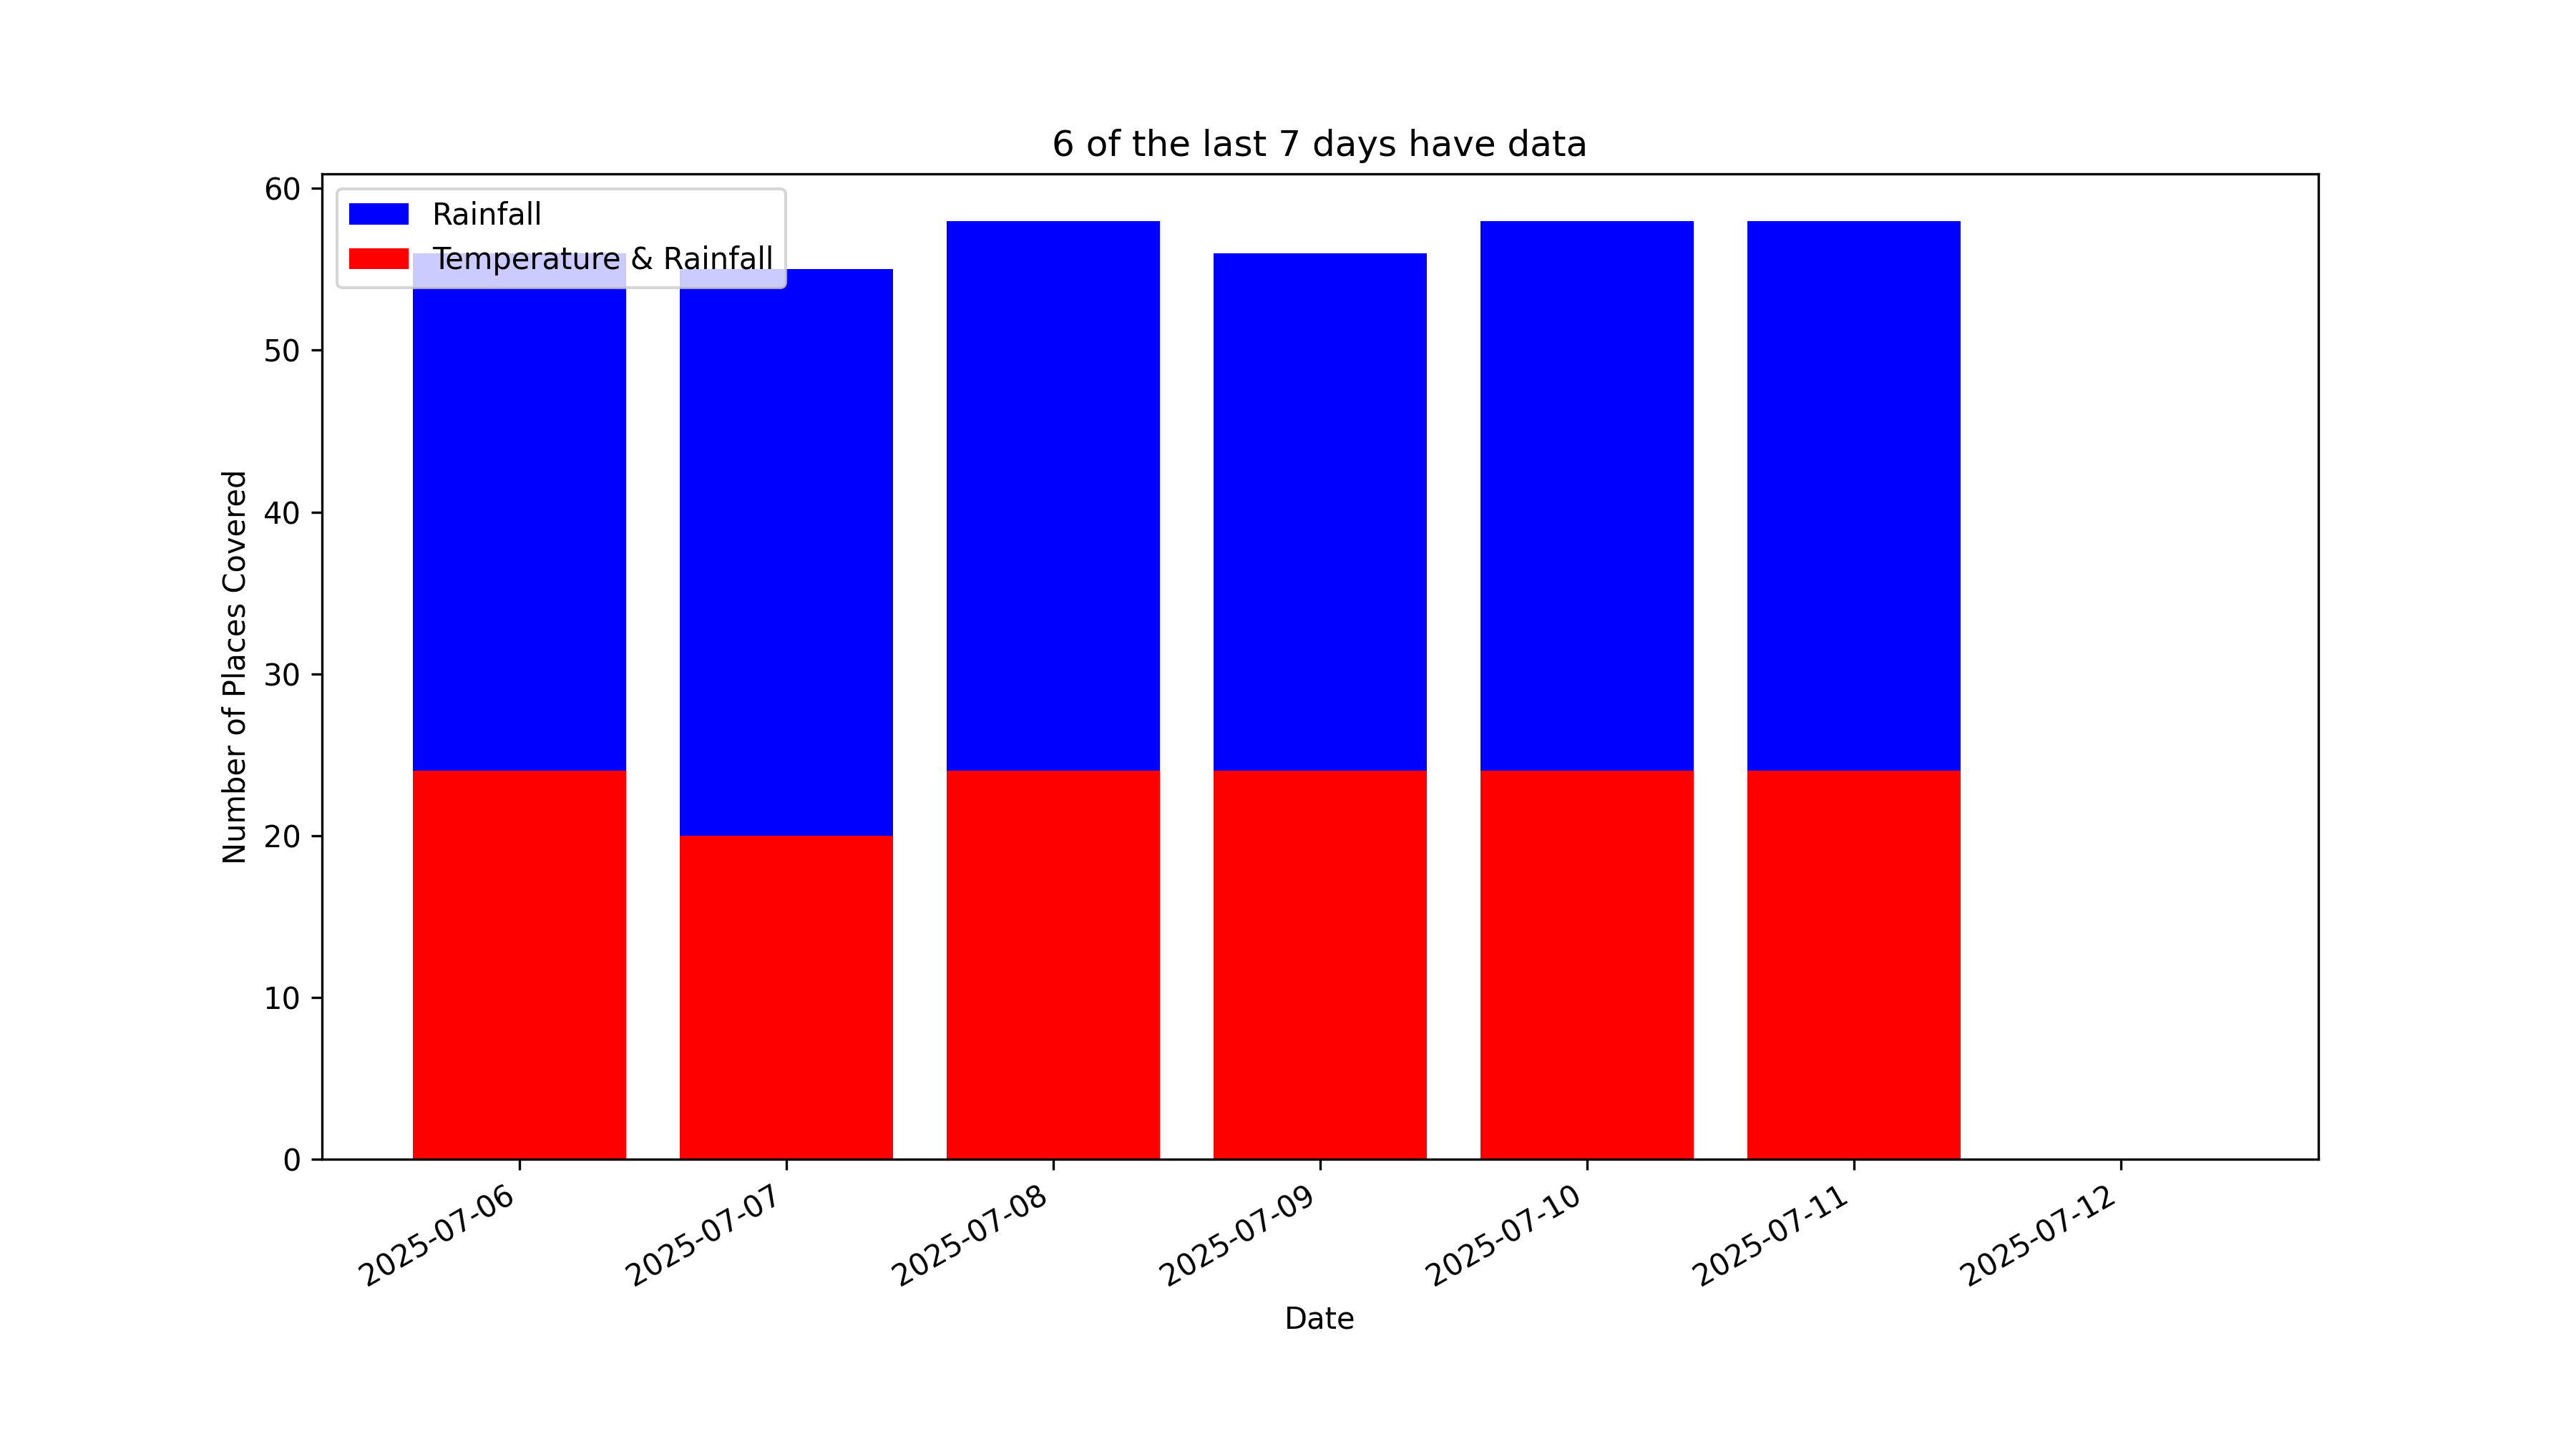 6 of the last 7 days have data
Rainfall
Temperature & Rainfall
Number of Places Covered
60
50
40
30
20
10
0
2025-07-06
2025-07-07
2025-07-08
2025-07-09
2025-07-10
2025-07-11
2025-07-12
Date